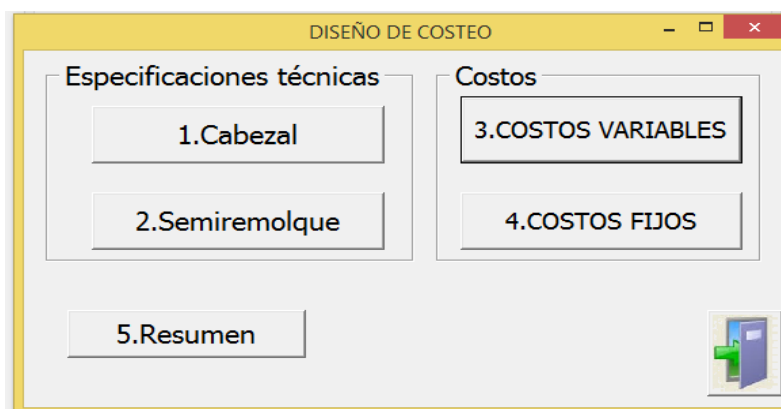 DISEÑO DE COSTEO
Especificaciones técnicas
1.Cabezal
2.Semiremolque
Costos
3.COSTOS VARIABLES
4.COSTOS FIJOS
5.Resumen